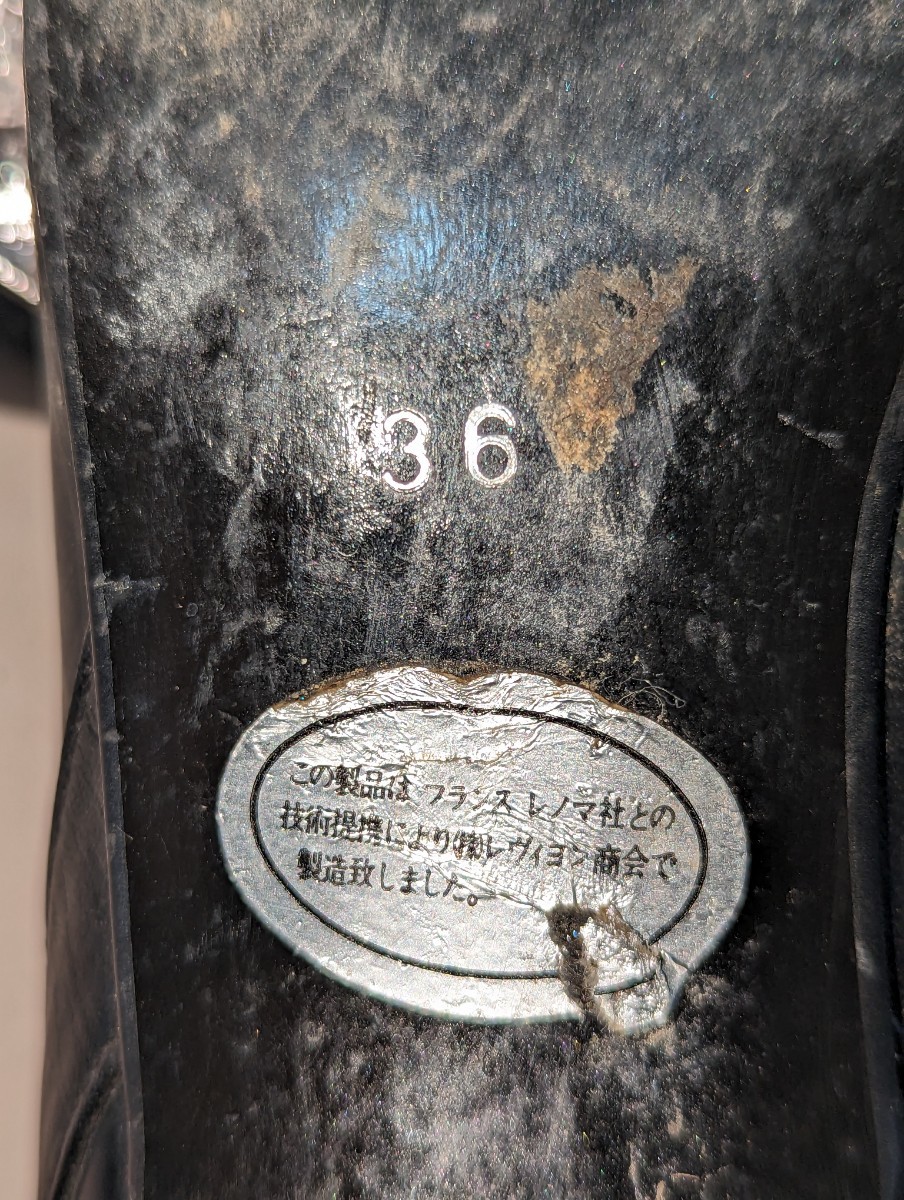 36
この製品は フランス レノマ社との
技術提携により㈱レヴィヨン商会で
製造致しました。